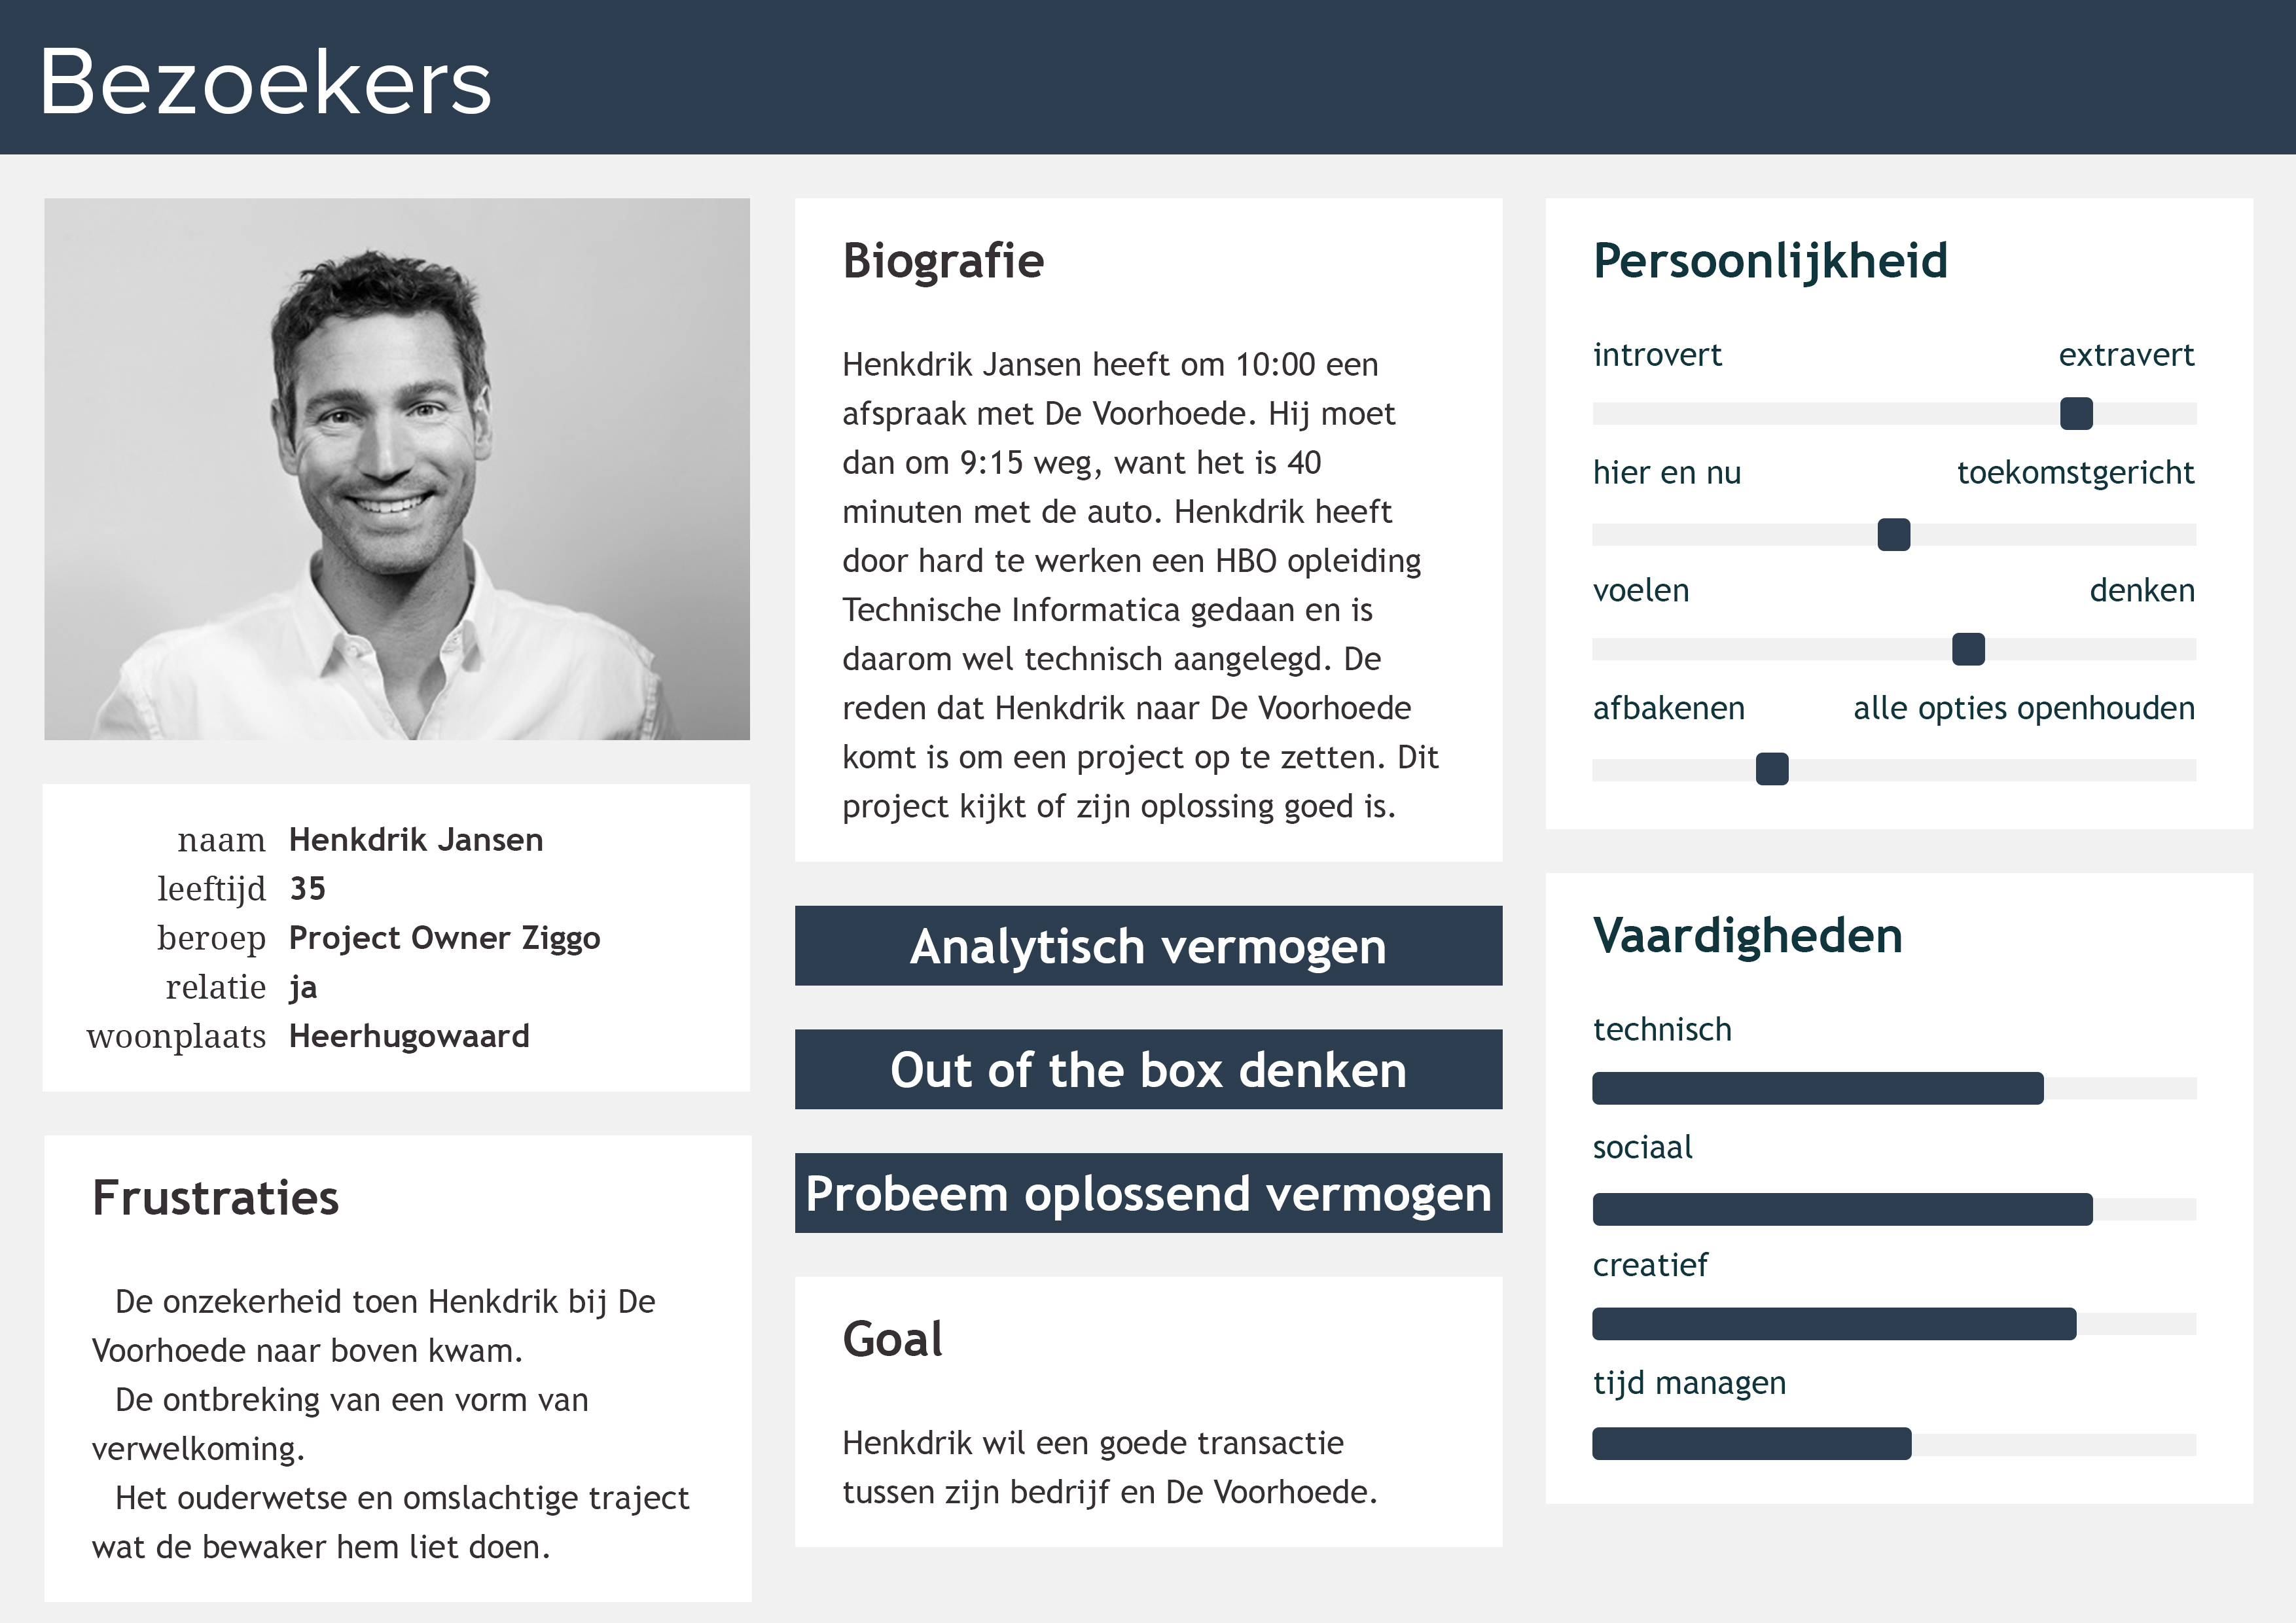 Bezoekers
naam Henkdrik Jansen
leeftijd 35
beroep Project Owner Ziggo
relatie ja
woonplaats Heerhugowaard
Frustraties
De onzekerheid toen Henkdrik bij De
Voorhoede naar boven kwam.
De ontbreking van een vorm van
verwelkoming.
Het ouderwetse en omslachtige traject
wat de bewaker hem liet doen.
Biografie
Henkdrik Jansen heeft om 10:00 een
afspraak met De Voorhoede. Hij moet
dan om 9:15 weg, want het is 40
minuten met de auto. Henkdrik heeft
door hard te werken een HBO opleiding
Technische Informatica gedaan en is
daarom wel technisch aangelegd. De
reden dat Henkdrik naar De Voorhoede
komt is om een project op te zetten. Dit
project kijkt of zijn oplossing goed is.
Analytisch vermogen
Out of the box denken
Probeem oplossend vermogen
Goal
Henkdrik wil een goede transactie
tussen zijn bedrijf en De Voorhoede.
Persoonlijkheid
introvert extravert
hier en nu toekomstgericht
voelen denken
afbakenen alle opties openhouden
Vaardigheden
technisch
sociaal
creatief
tijd managen